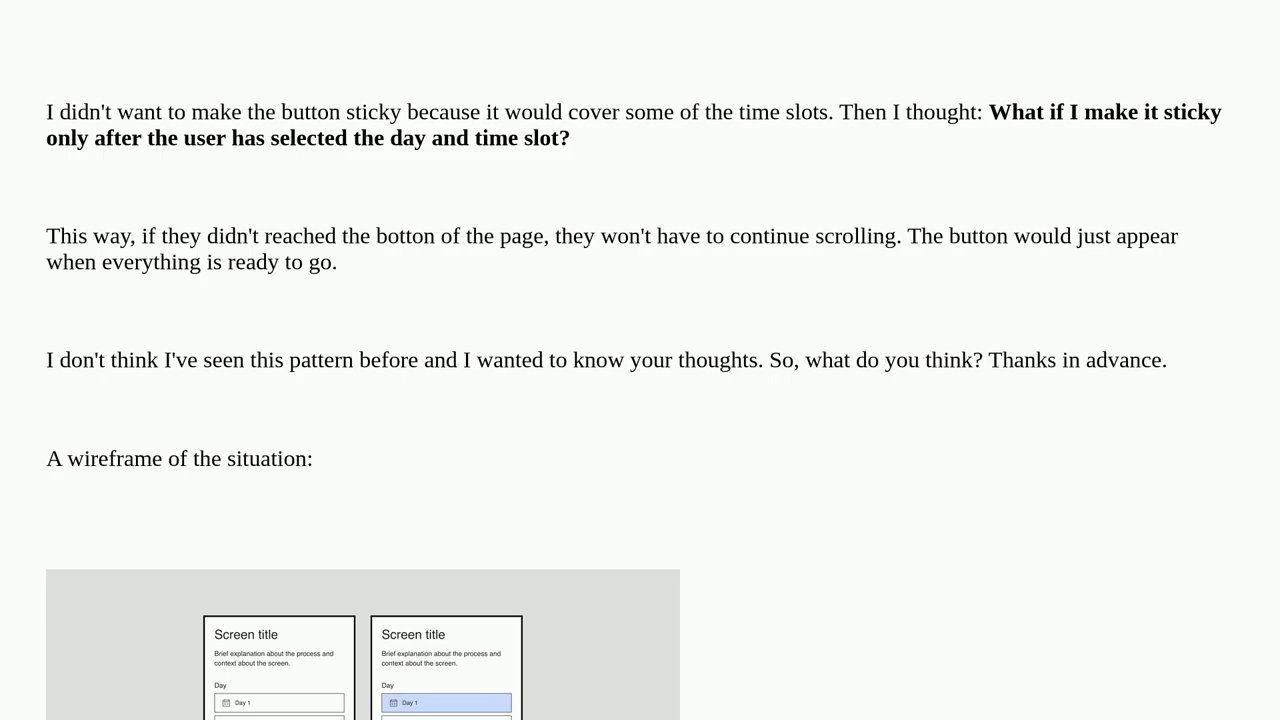 I didn't want to make the button sticky because it would cover some of the time slots. Then I thought: What if I make it sticky
only after the user has selected the day and time slot?
This way, if they didn't reached the botton of the page, they won't have to continue scrolling. The button would just appear
when everything is ready to go.
I don't think I've seen this pattern before and I wanted to know your thoughts. So, what do you think? Thanks in advance.
A wireframe of the situation:
Screen title
Brief explanation about the process and
context about the screen.
Day
Day 1
Screen title
Brief explanation about the process and
context about the screen.
Day
Day 1